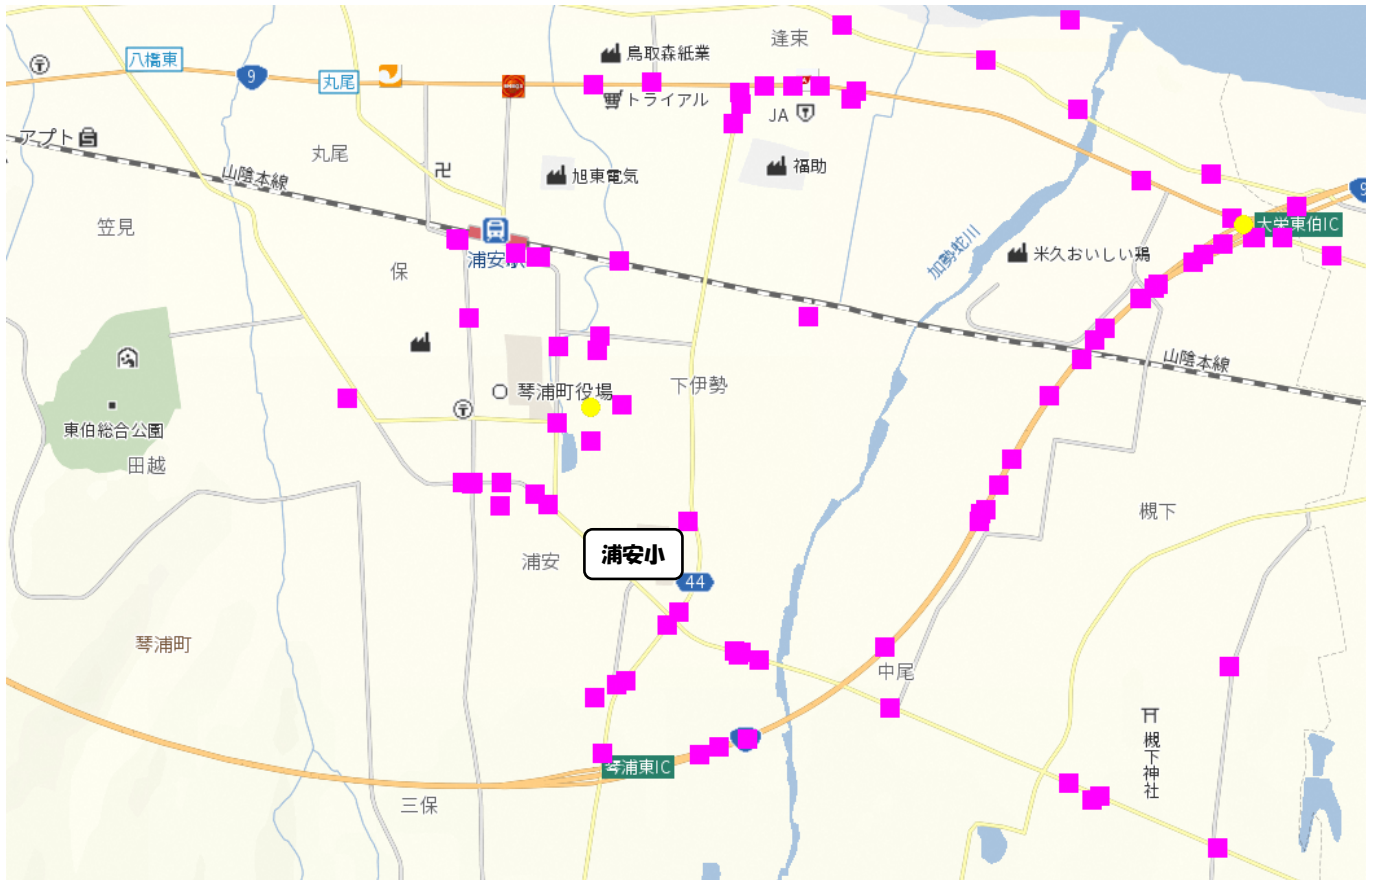 逢束
鳥取森紙業
八橋東
9
丸尾
トライアル
JA
アプト
丸尾
山陰本線
旭東電気
福助
9
笠見
大栄東伯IC
浦安駅
保
加勢蛇川
米久おいしい鶏
山陰本線
琴浦町役場
下伊勢
東伯総合公園
田越
槻下
浦安
浦安小
44
琴浦町
中尾
槻下神社
琴浦東IC
三保